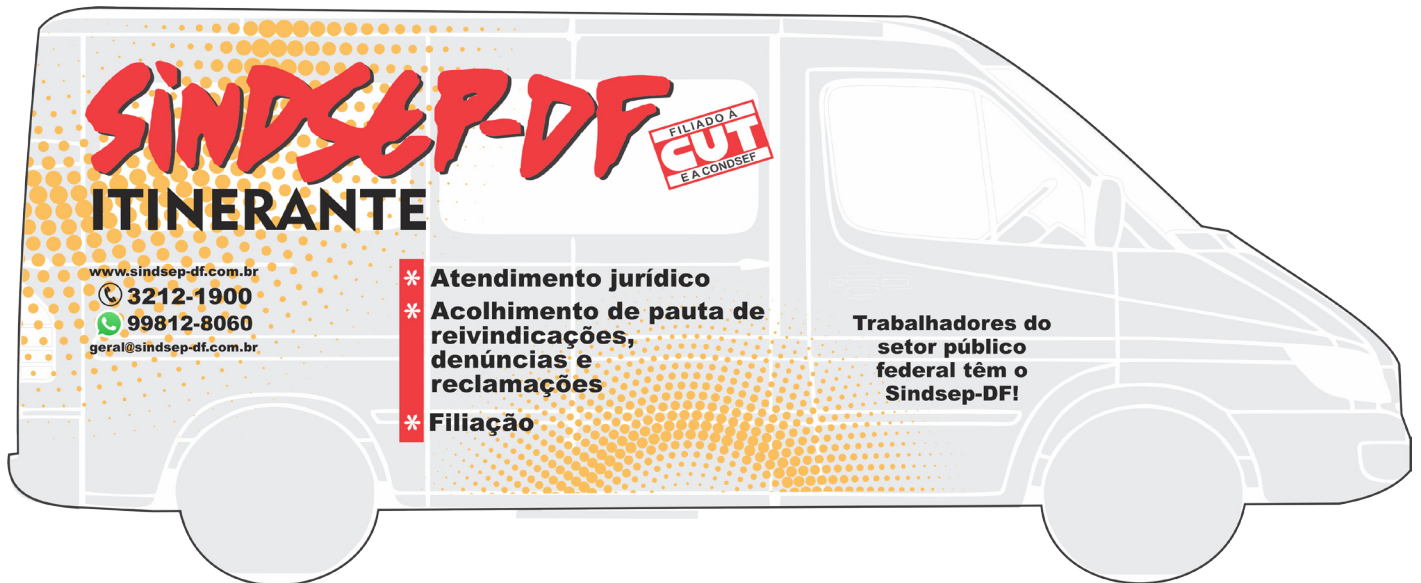 SiNDSEP-DF
FILIADO À
CUT
E A CONDSEF
ITINERANTE
www.sindsep-df.com.br
3212-1900
99812-8060
geral@sindsep-df.com.br
* Atendimento jurídico
* Acolhimento de pauta de
reivindicações,
denúncias e
reclamações
* Filiação
Trabalhadores do
setor público
federal têm o
Sindsep-DF!